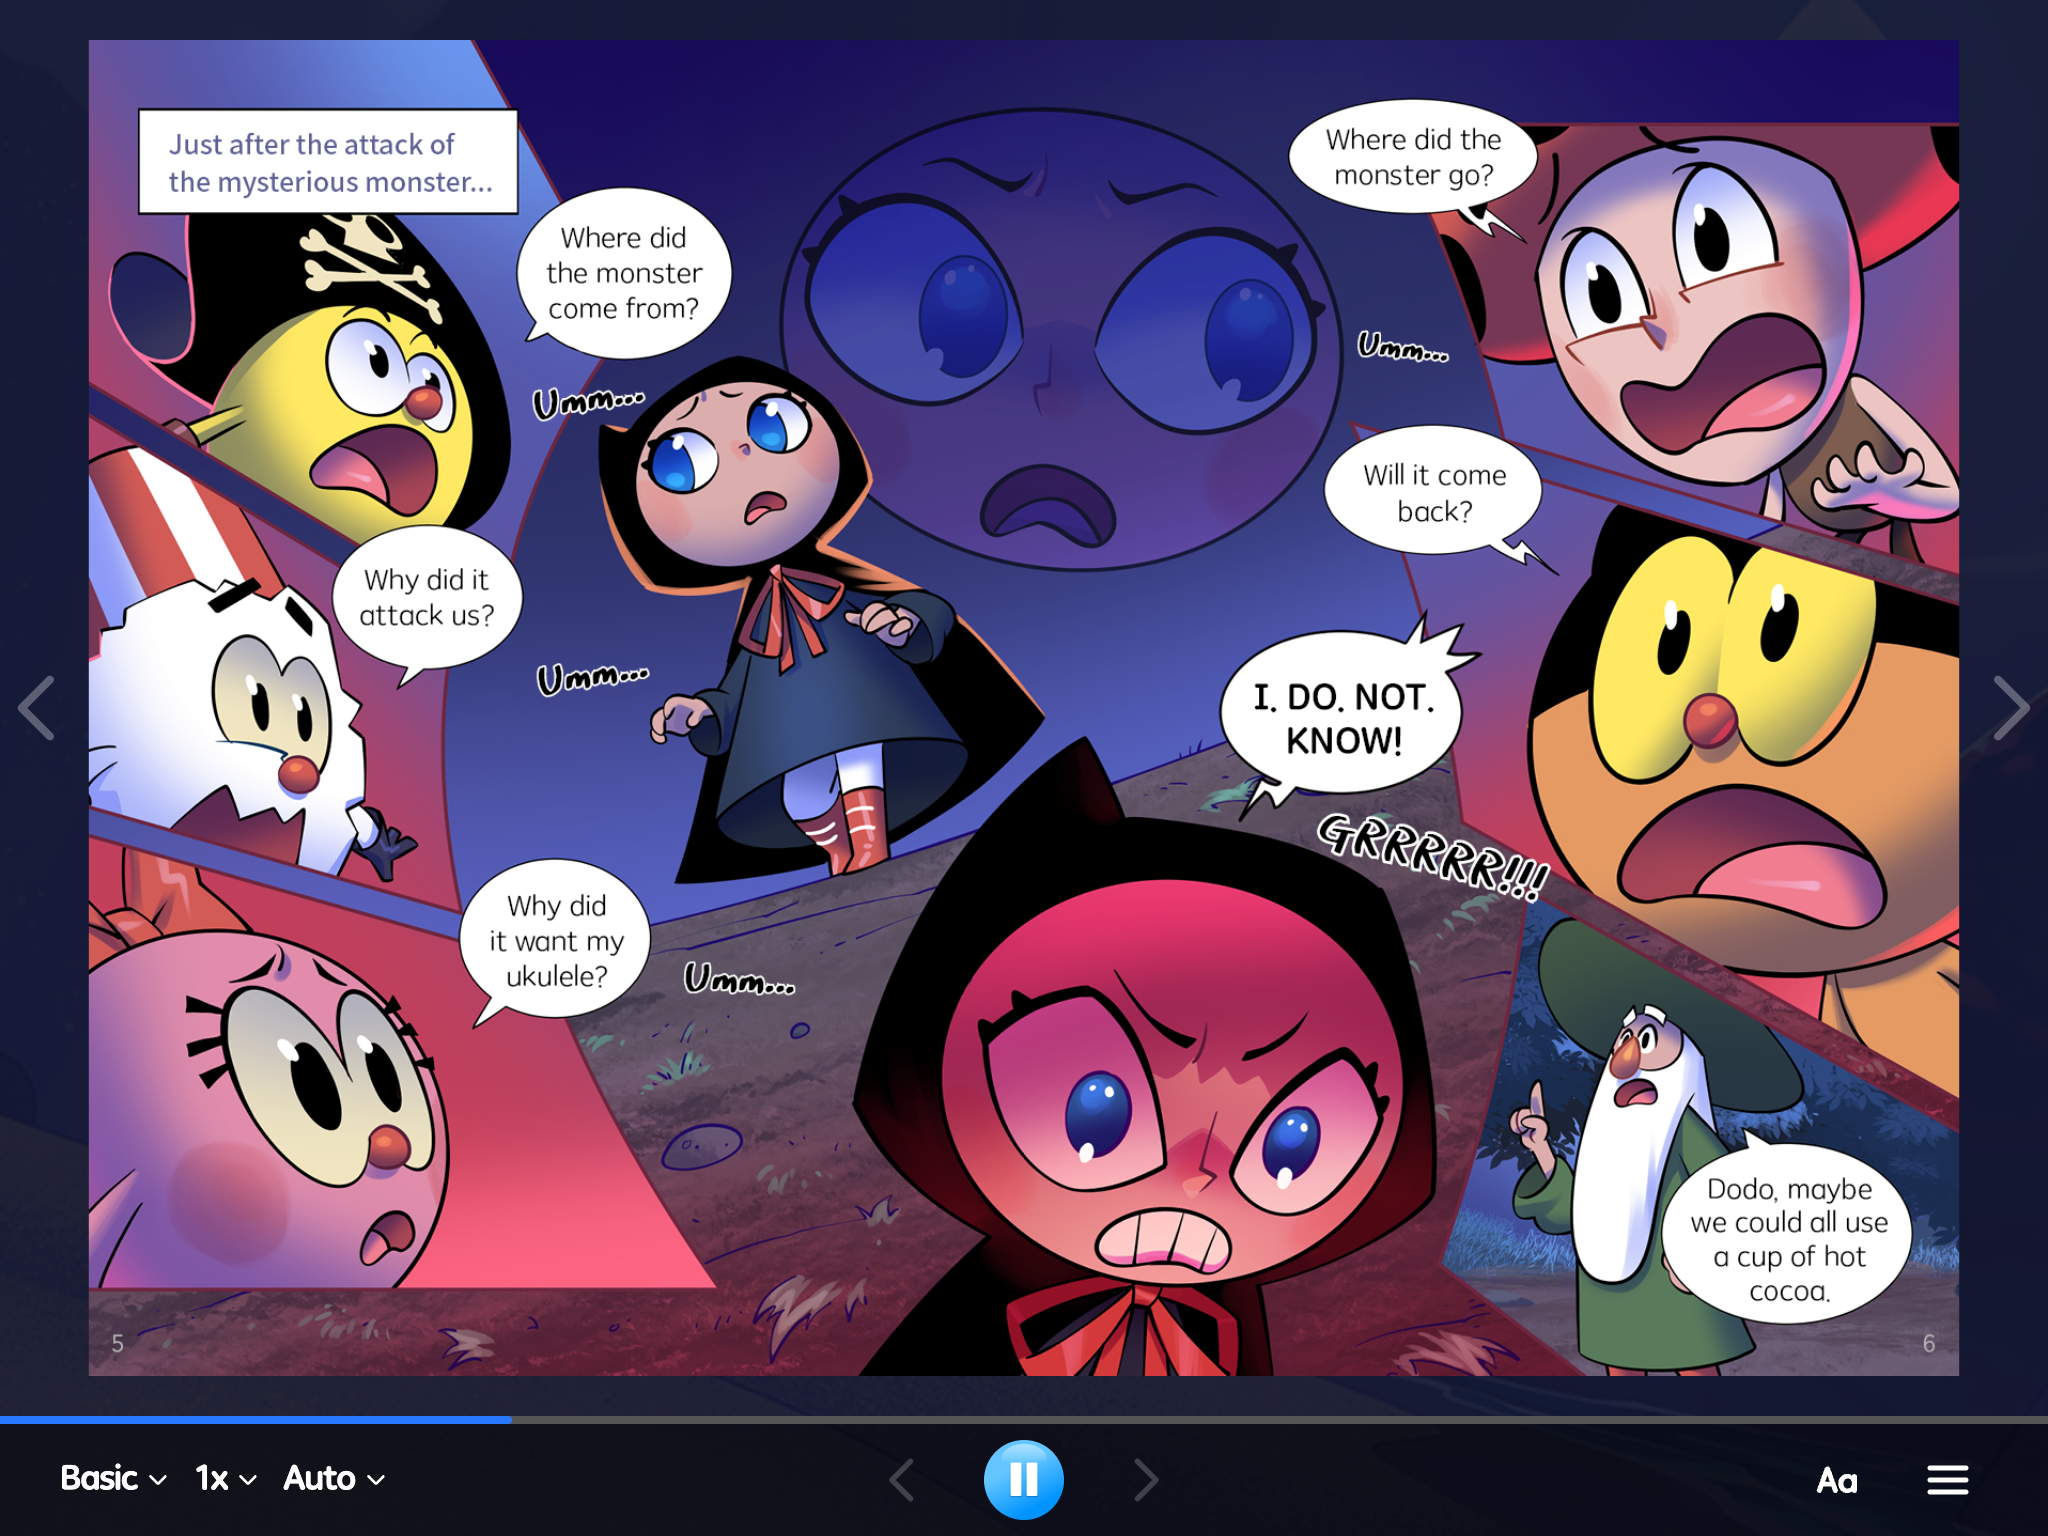 Just after the attack of
the mysterious monster...
Where did
the monster
come from?
Umm...
Why did it
attack us?
Umm...
Why did
it want my
ukulele?
Umm...
Where did the
monster go?
Umm...
Will it come
back?
I. DO. NOT.
KNOW!
GRRRRR!!!
Dodo, maybe
we could all use
a cup of hot
cocoa.
5
6
Basic
1x
Auto
Aa